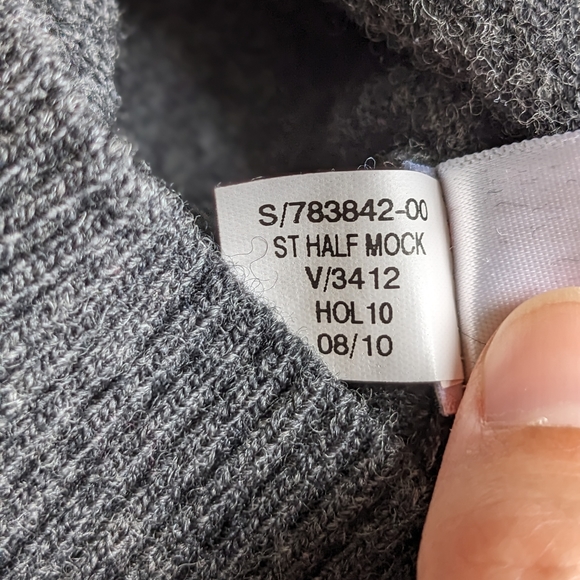 S/783842-00
ST HALF MOCK
V/3412
HOL10
08/10